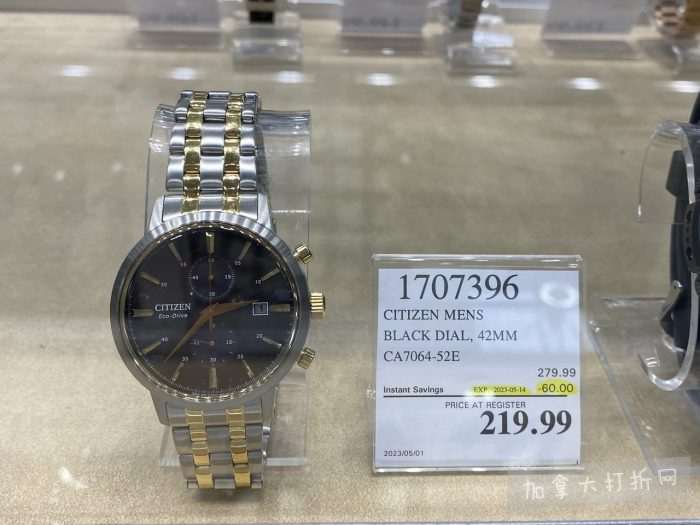 CITIZEN
Eco-Drive
1707396
CITIZEN MENS
BLACK DIAL, 42MM
CA7064-52E
279.99
Instant Savings EXP. 2023-05-14 -60.00
PRICE AT REGISTER
219.99
2023/05/01
加拿大打折网